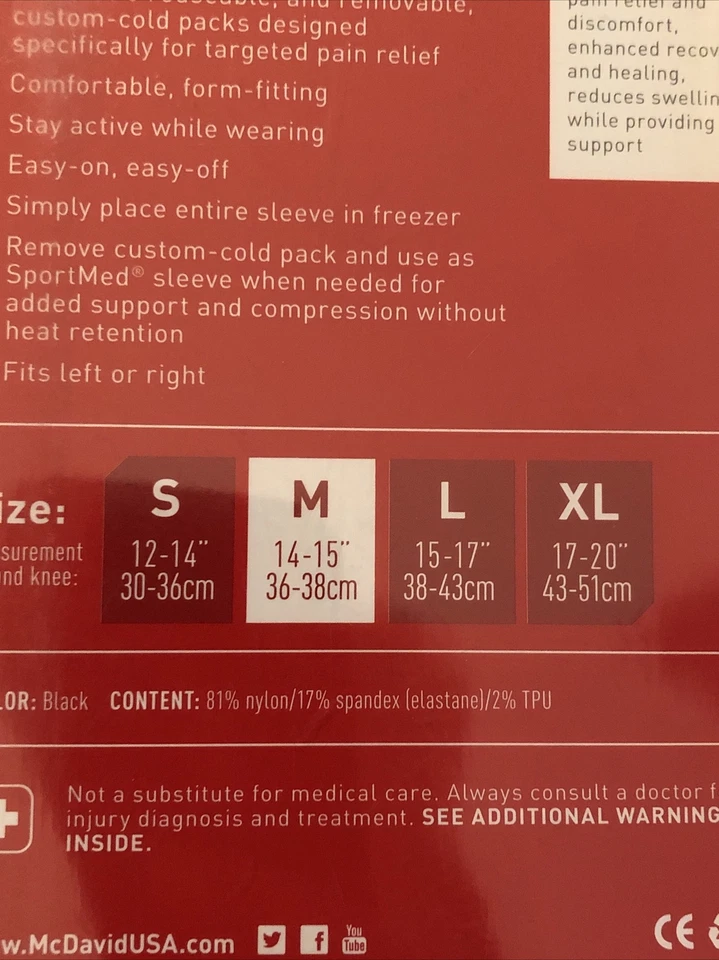 removable,
custom-cold packs designed
specifically for targeted pain relief
Comfortable, form-fitting
Stay active while wearing
Easy-on, easy-off
Simply place entire sleeve in freezer
Remove custom-cold pack and use as
SportMed® sleeve when needed for
added support and compression without
heat retention
Fits left or right
pain relief and
discomfort,
enhanced recov
and healing,
reduces swellin
while providing
support
ize:
surement
nd knee:
S
12-14"
30-36cm
M
14-15"
36-38cm
L
15-17"
38-43cm
XL
17-20"
43-51cm
LOR: Black CONTENT: 81% nylon/17% spandex (elastane)/2% TPU
Not a substitute for medical care. Always consult a doctor f
injury diagnosis and treatment. SEE ADDITIONAL WARNING
INSIDE.
w.McDavidUSA.com
You
Tube
CE